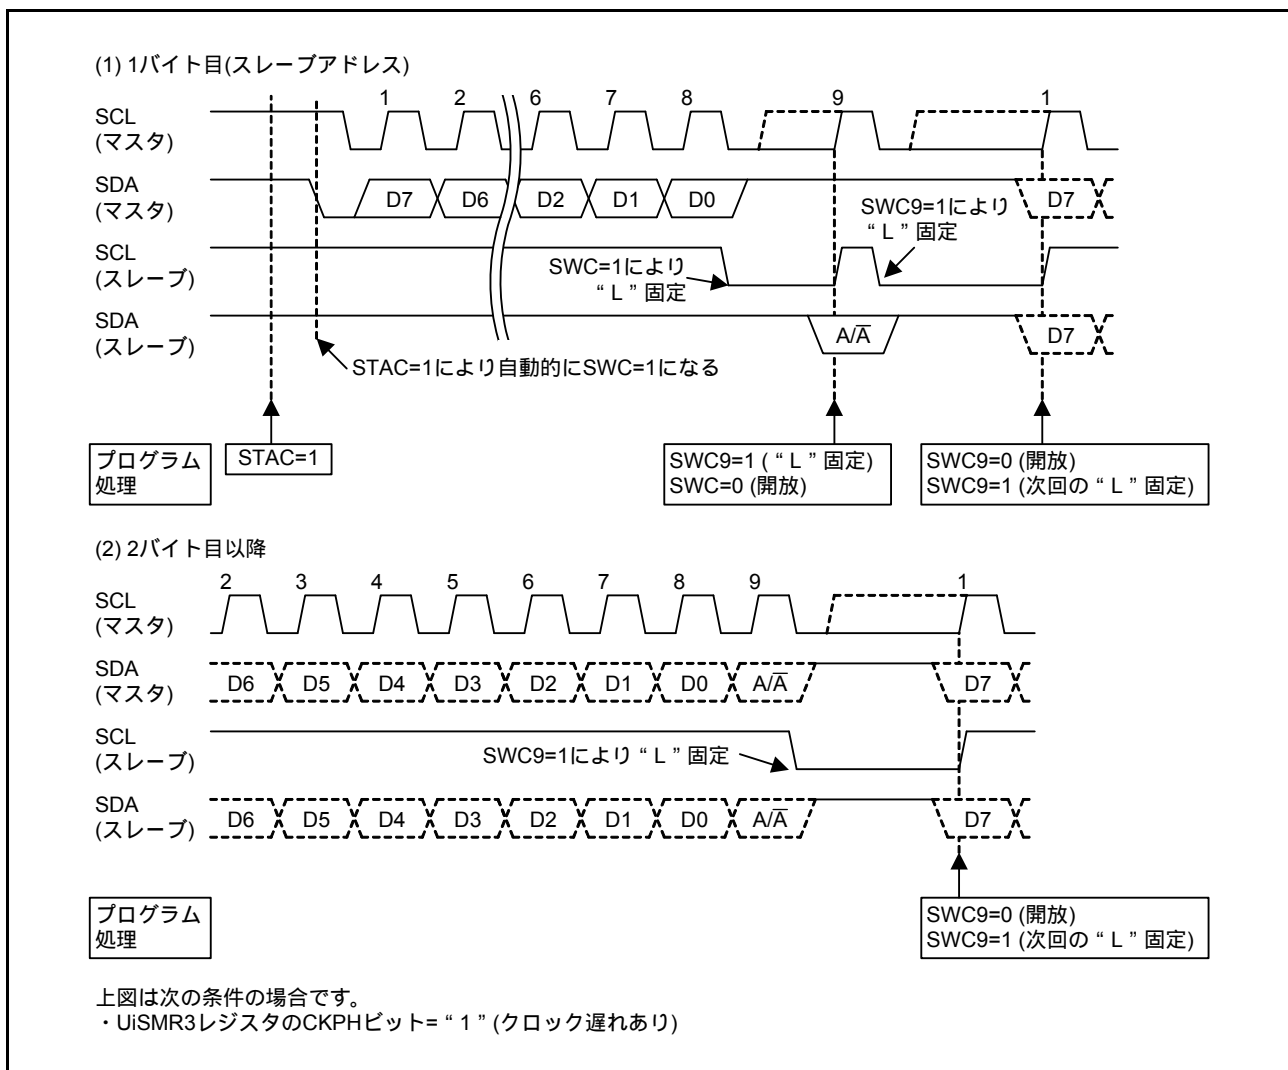 (1) 1バイト目(スレーブアドレス)
1 2 6 7 8 9 1
SCL
(マスタ)
SDA
(マスタ)
D7 D6 D2 D1 D0 D7
SWC9=1により
“ L ” 固定
SCL
(スレーブ)
SWC=1により
“ L ” 固定
SDA
(スレーブ)
A/A̅ D7
STAC=1により自動的にSWC=1になる
プログラム
処理
STAC=1
SWC9=1 ( “ L ” 固定)
SWC=0 (開放)
SWC9=0 (開放)
SWC9=1 (次回の “ L ” 固定)
(2) 2バイト目以降
2 3 4 5 6 7 8 9 1
SCL
(マスタ)
SDA
(マスタ)
D6 D5 D4 D3 D2 D1 D0 A/A̅ D7
SCL
(スレーブ)
SWC9=1により “ L ” 固定
SDA
(スレーブ)
D6 D5 D4 D3 D2 D1 D0 A/A̅ D7
プログラム
処理
SWC9=0 (開放)
SWC9=1 (次回の “ L ” 固定)
上図は次の条件の場合です。
・UiSMR3レジスタのCKPHビット= “ 1 ” (クロック遅れあり)